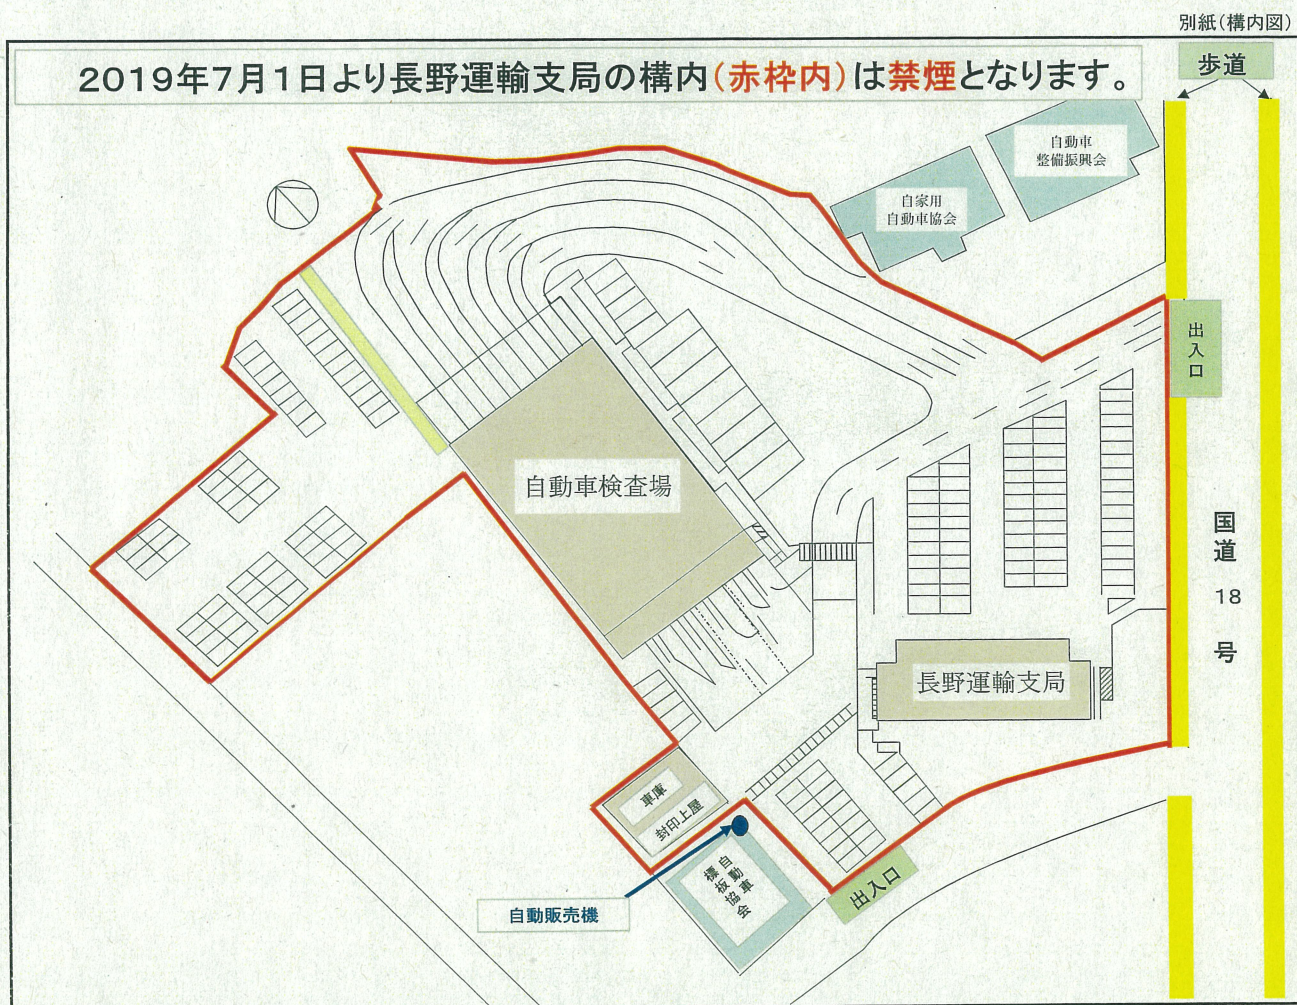 別紙(構内図)
2019年7月1日より長野運輸支局の構内(赤枠内)は禁煙となります。
歩道
自動車
整備振興会
自家用
自動車協会
出入口
自動車検査場
国道
18
号
長野運輸支局
車庫
封印上屋
自動車
標板協会
自動販売機
出入口